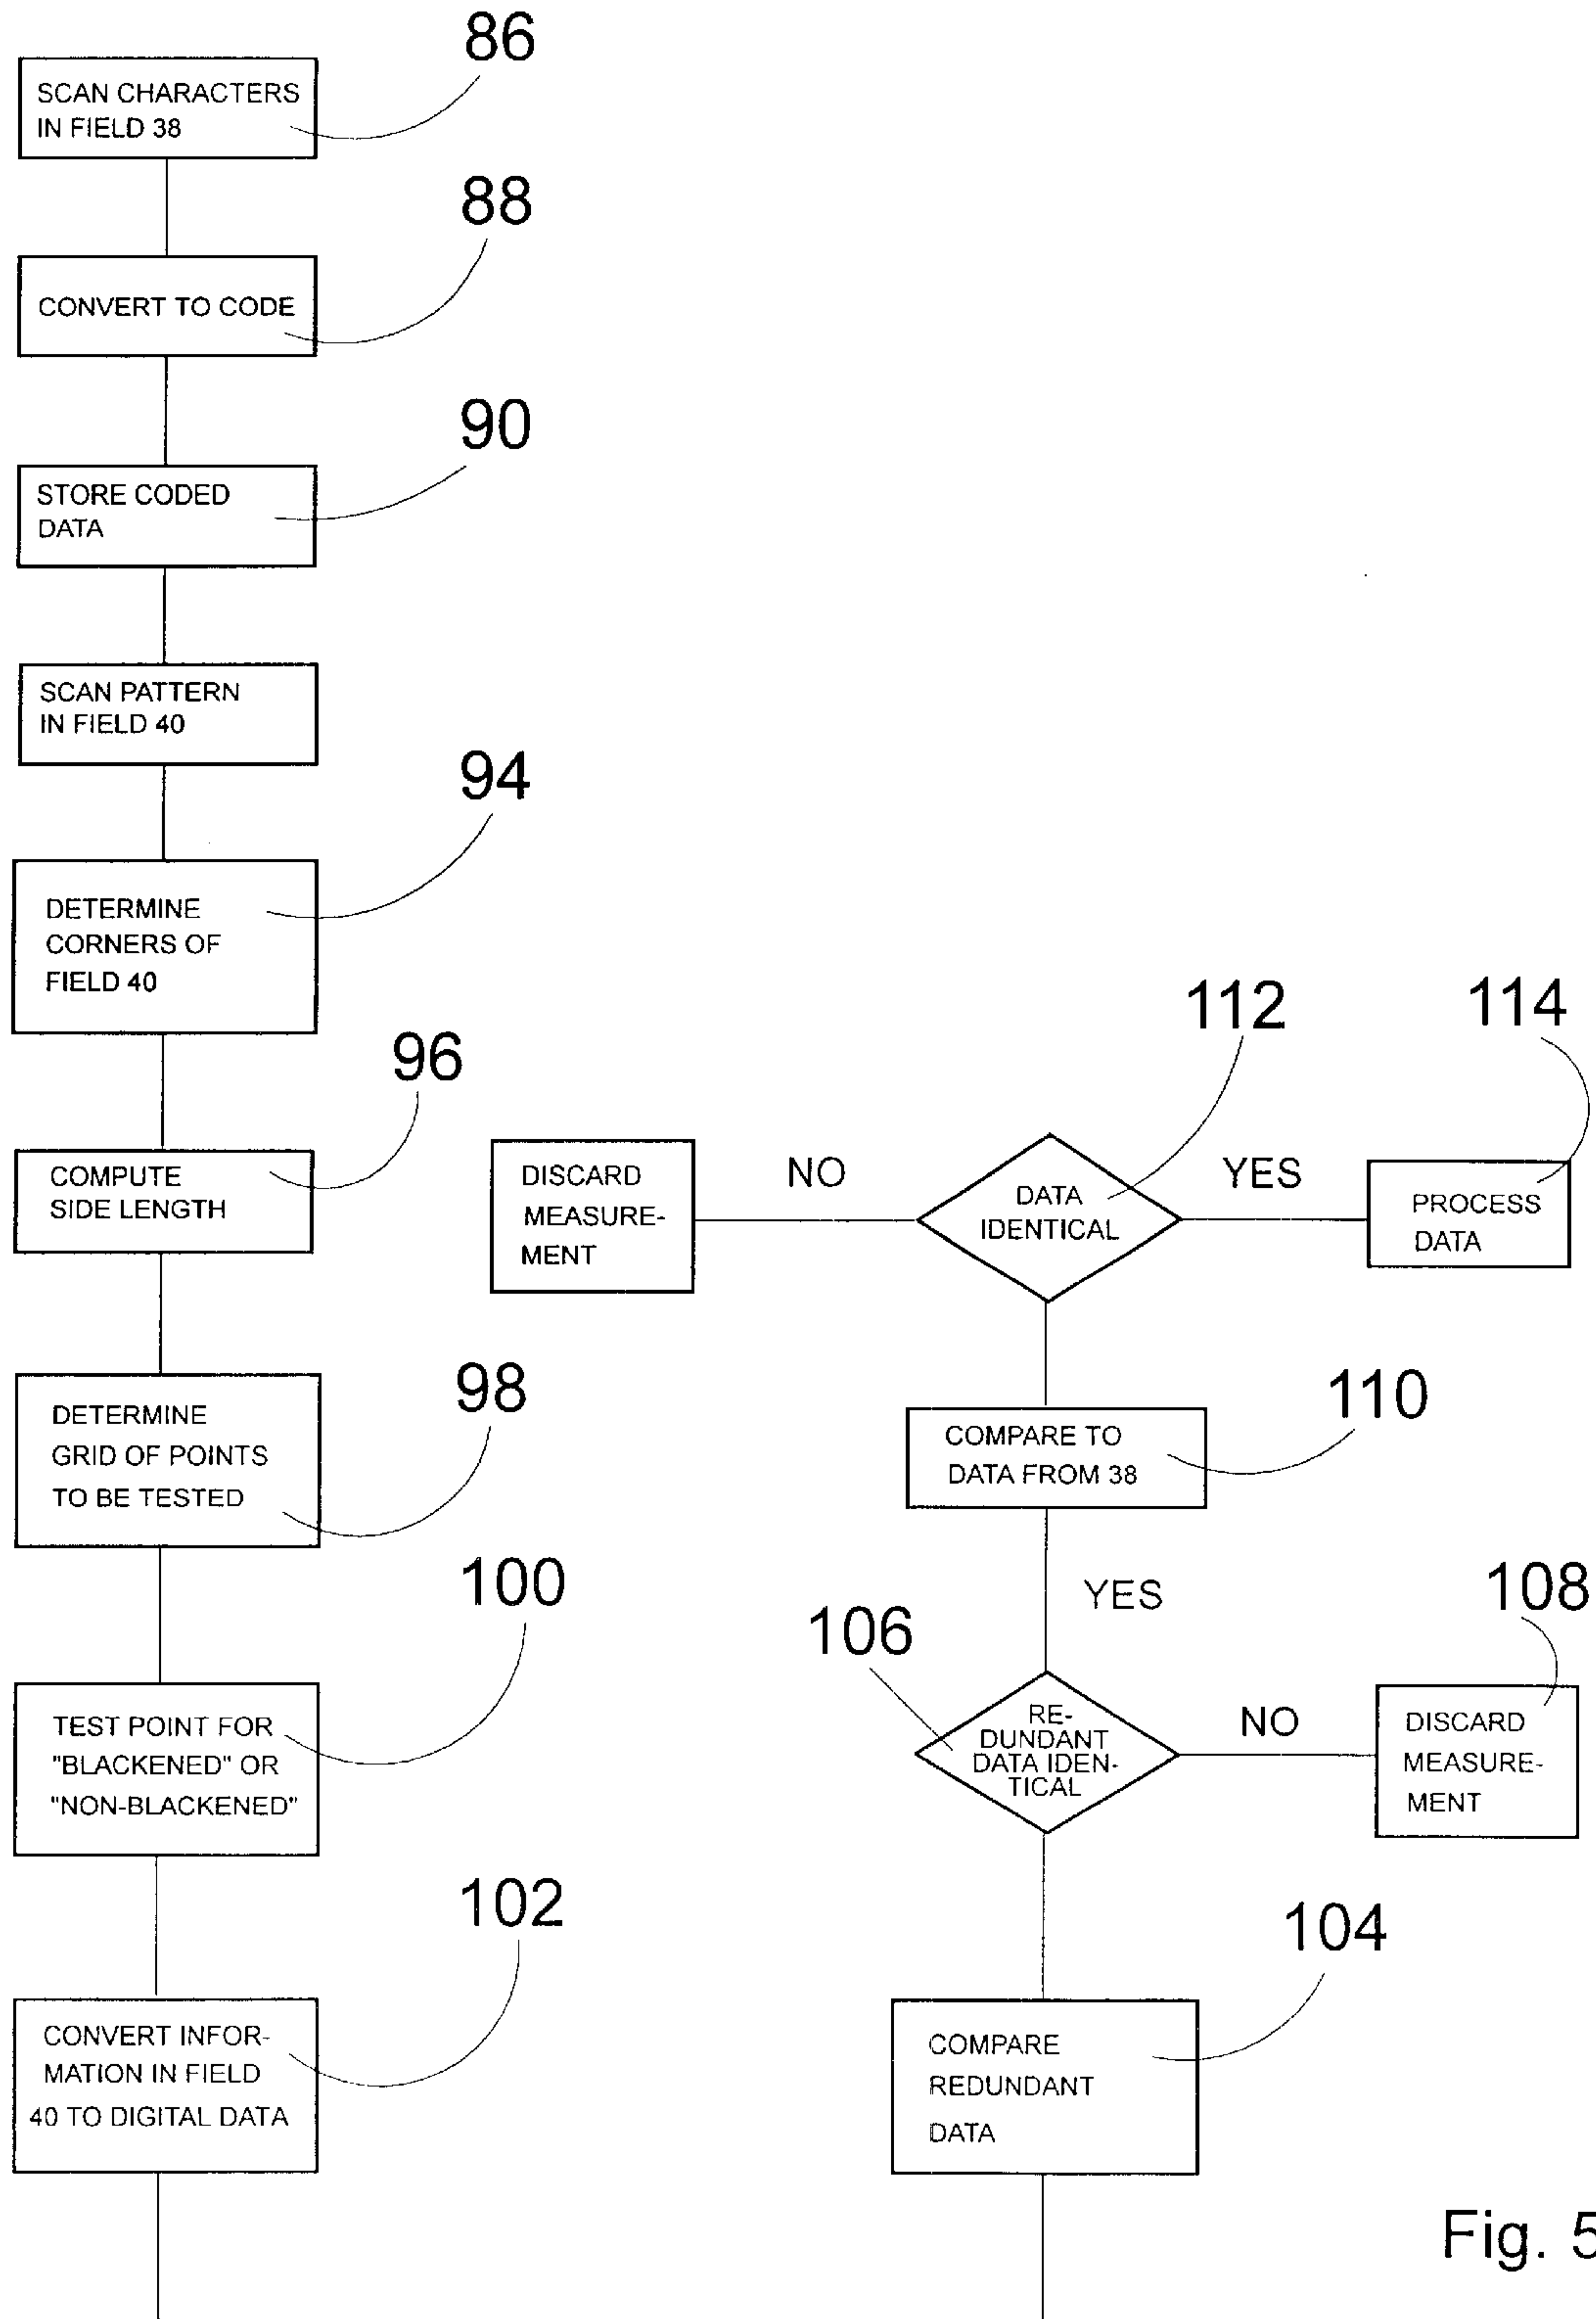 86
SCAN CHARACTERS
IN FIELD 38
88
CONVERT TO CODE
90
STORE CODED
DATA
SCAN PATTERN
IN FIELD 40
94
DETERMINE
CORNERS OF
FIELD 40
96
COMPUTE
SIDE LENGTH
98
DETERMINE
GRID OF POINTS
TO BE TESTED
100
TEST POINT FOR
"BLACKENED" OR
"NON-BLACKENED"
102
CONVERT INFOR-
MATION IN FIELD
40 TO DIGITAL DATA
112
114
DISCARD
MEASURE-
MENT
NO
DATA
IDENTICAL
YES
PROCESS
DATA
110
COMPARE TO
DATA FROM 38
YES
106
108
RE-
DUNDANT
DATA IDEN-
TICAL
NO
DISCARD
MEASURE-
MENT
104
COMPARE
REDUNDANT
DATA
Fig. 5